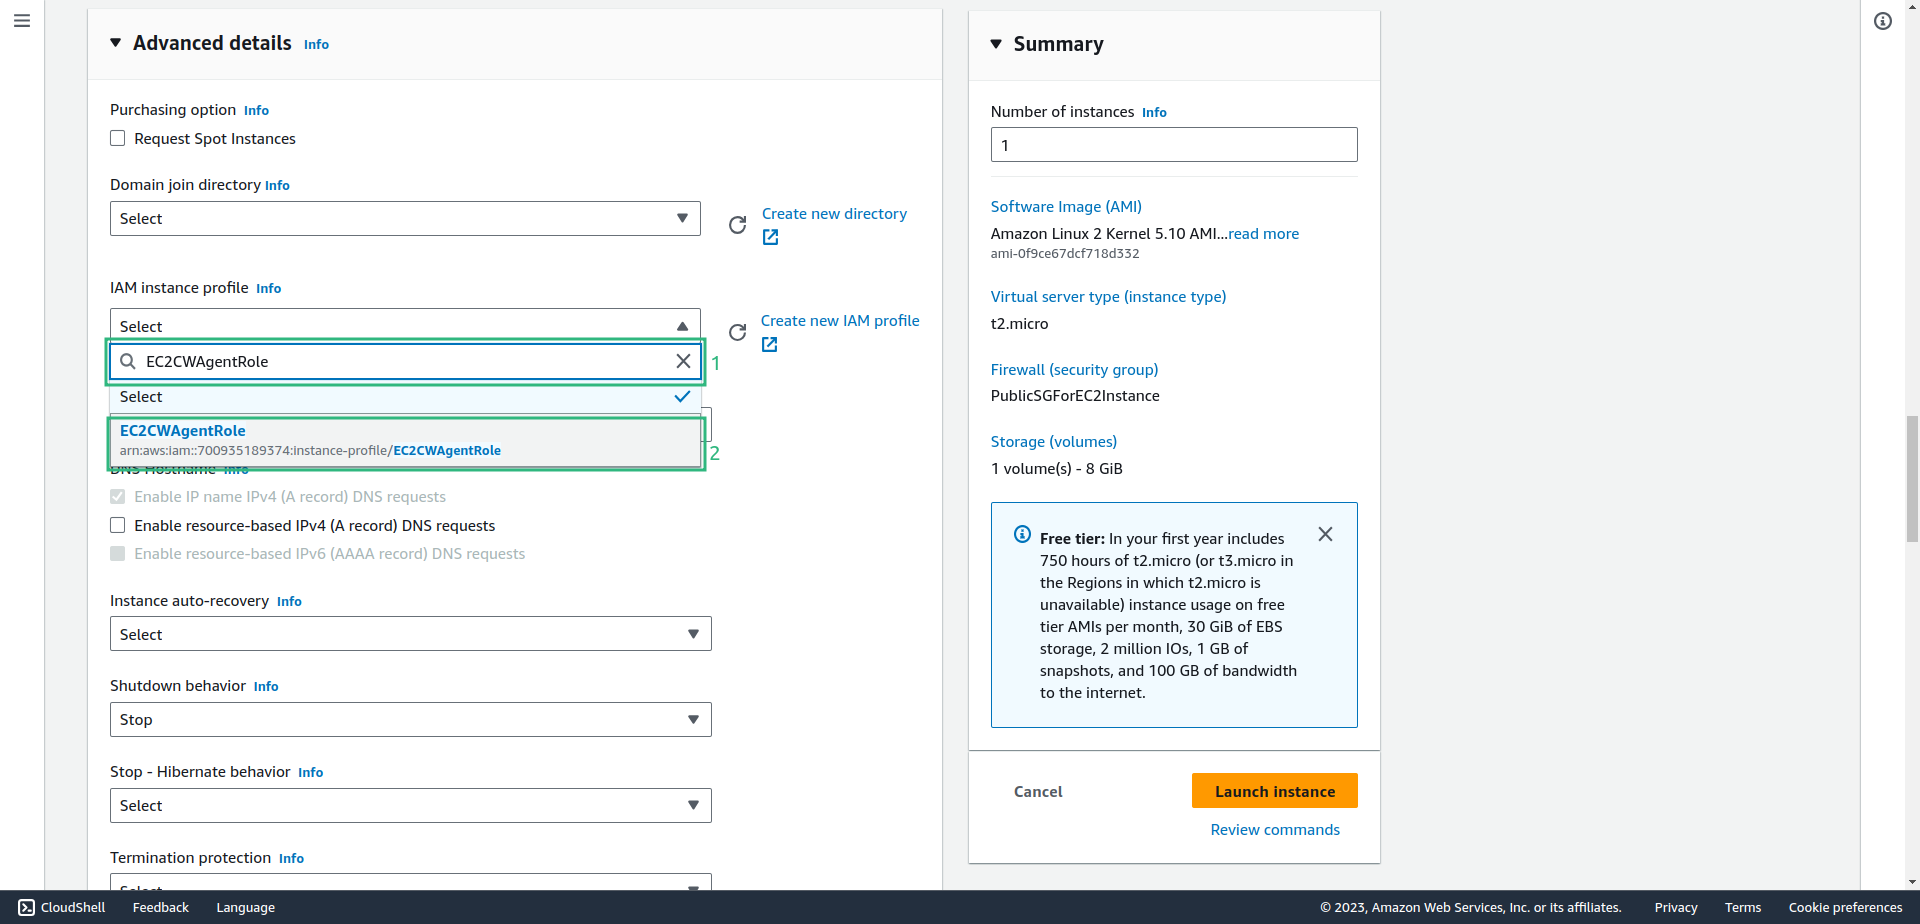 Advanced details Info
Purchasing option Info
Request Spot Instances
Domain join directory Info
Select
Create new directory
IAM instance profile Info
Select
Create new IAM profile
EC2CWAgentRole
1
Select
EC2CWAgentRole
arn:aws:iam::700935189374:instance-profile/EC2CWAgentRole
2
DNS Hostname Info
Enable IP name IPv4 (A record) DNS requests
Enable resource-based IPv4 (A record) DNS requests
Enable resource-based IPv6 (AAAA record) DNS requests
Instance auto-recovery Info
Select
Shutdown behavior Info
Stop
Stop - Hibernate behavior Info
Select
Termination protection Info
Select
Summary
Number of instances Info
1
Software Image (AMI)
Amazon Linux 2 Kernel 5.10 AMI...read more
ami-0f9ce67dcf718d332
Virtual server type (instance type)
t2.micro
Firewall (security group)
PublicSGForEC2Instance
Storage (volumes)
1 volume(s) - 8 GiB
Free tier: In your first year includes
750 hours of t2.micro (or t3.micro in
the Regions in which t2.micro is
unavailable) instance usage on free
tier AMIs per month, 30 GiB of EBS
storage, 2 million IOs, 1 GB of
snapshots, and 100 GB of bandwidth
to the internet.
Cancel
Launch instance
Review commands
CloudShell
Feedback
Language
© 2023, Amazon Web Services, Inc. or its affiliates.
Privacy
Terms
Cookie preferences